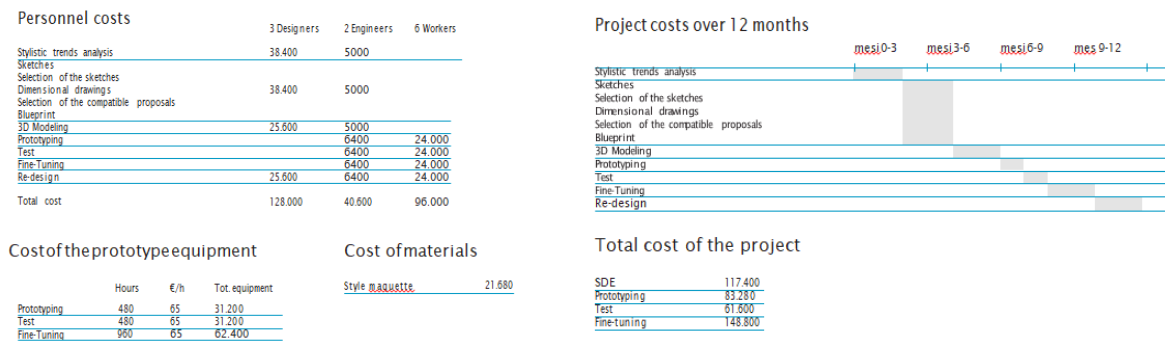 Personnel costs
3 Designers 2 Engineers 6 Workers
Stylistic trends analysis 38.400 5000
Sketches
Selection of the sketches
Dimensional drawings 38.400 5000
Selection of the compatible proposals
Blueprint
3D Modeling 25.600 5000
Prototyping 6400 24.000
Test 6400 24.000
Fine-Tuning 6400 24.000
Re-design 25.600 6400 24.000
Total cost 128.000 40.600 96.000
Project costs over 12 months
mesi0-3 mesi3-6 mesi6-9 mes 9-12
Stylistic trends analysis
Sketches
Selection of the sketches
Dimensional drawings
Selection of the compatible proposals
Blueprint
3D Modeling
Prototyping
Test
Fine-Tuning
Re-design
Cost of the prototype equipment
Hours €/h Tot. equipment
Prototyping 480 65 31.200
Test 480 65 31.200
Fine-Tuning 960 65 62.400
Cost of materials
Style maquette 21.680
Total cost of the project
SDE 117.400
Prototyping 83.280
Test 61.600
Fine-tuning 148.800